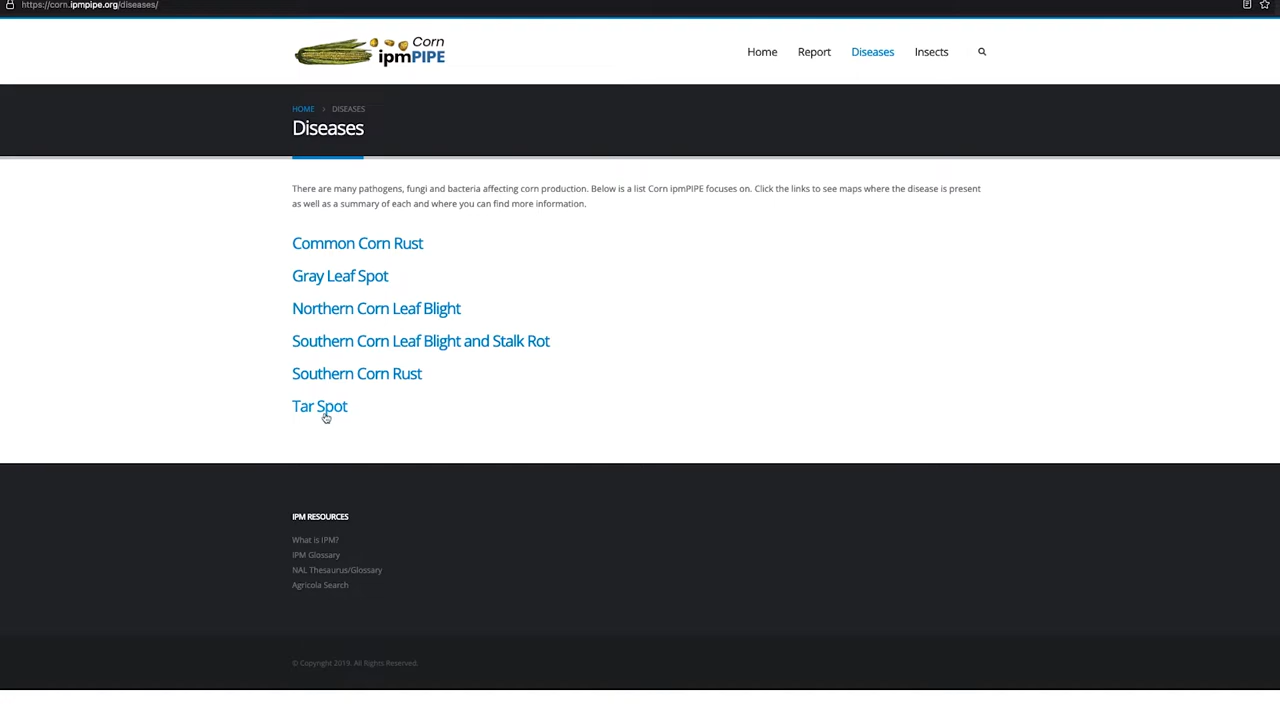 https://corn.ipmpipe.org/diseases/
Corn
ipmPIPE
Home Report Diseases Insects
HOME › DISEASES
Diseases
There are many pathogens, fungi and bacteria affecting corn production. Below is a list Corn ipmPIPE focuses on. Click the links to see maps where the disease is present
as well as a summary of each and where you can find more information.
Common Corn Rust
Gray Leaf Spot
Northern Corn Leaf Blight
Southern Corn Leaf Blight and Stalk Rot
Southern Corn Rust
Tar Spot
IPM RESOURCES
What is IPM?
IPM Glossary
NAL Thesaurus/Glossary
Agricola Search
© Copyright 2019. All Rights Reserved.